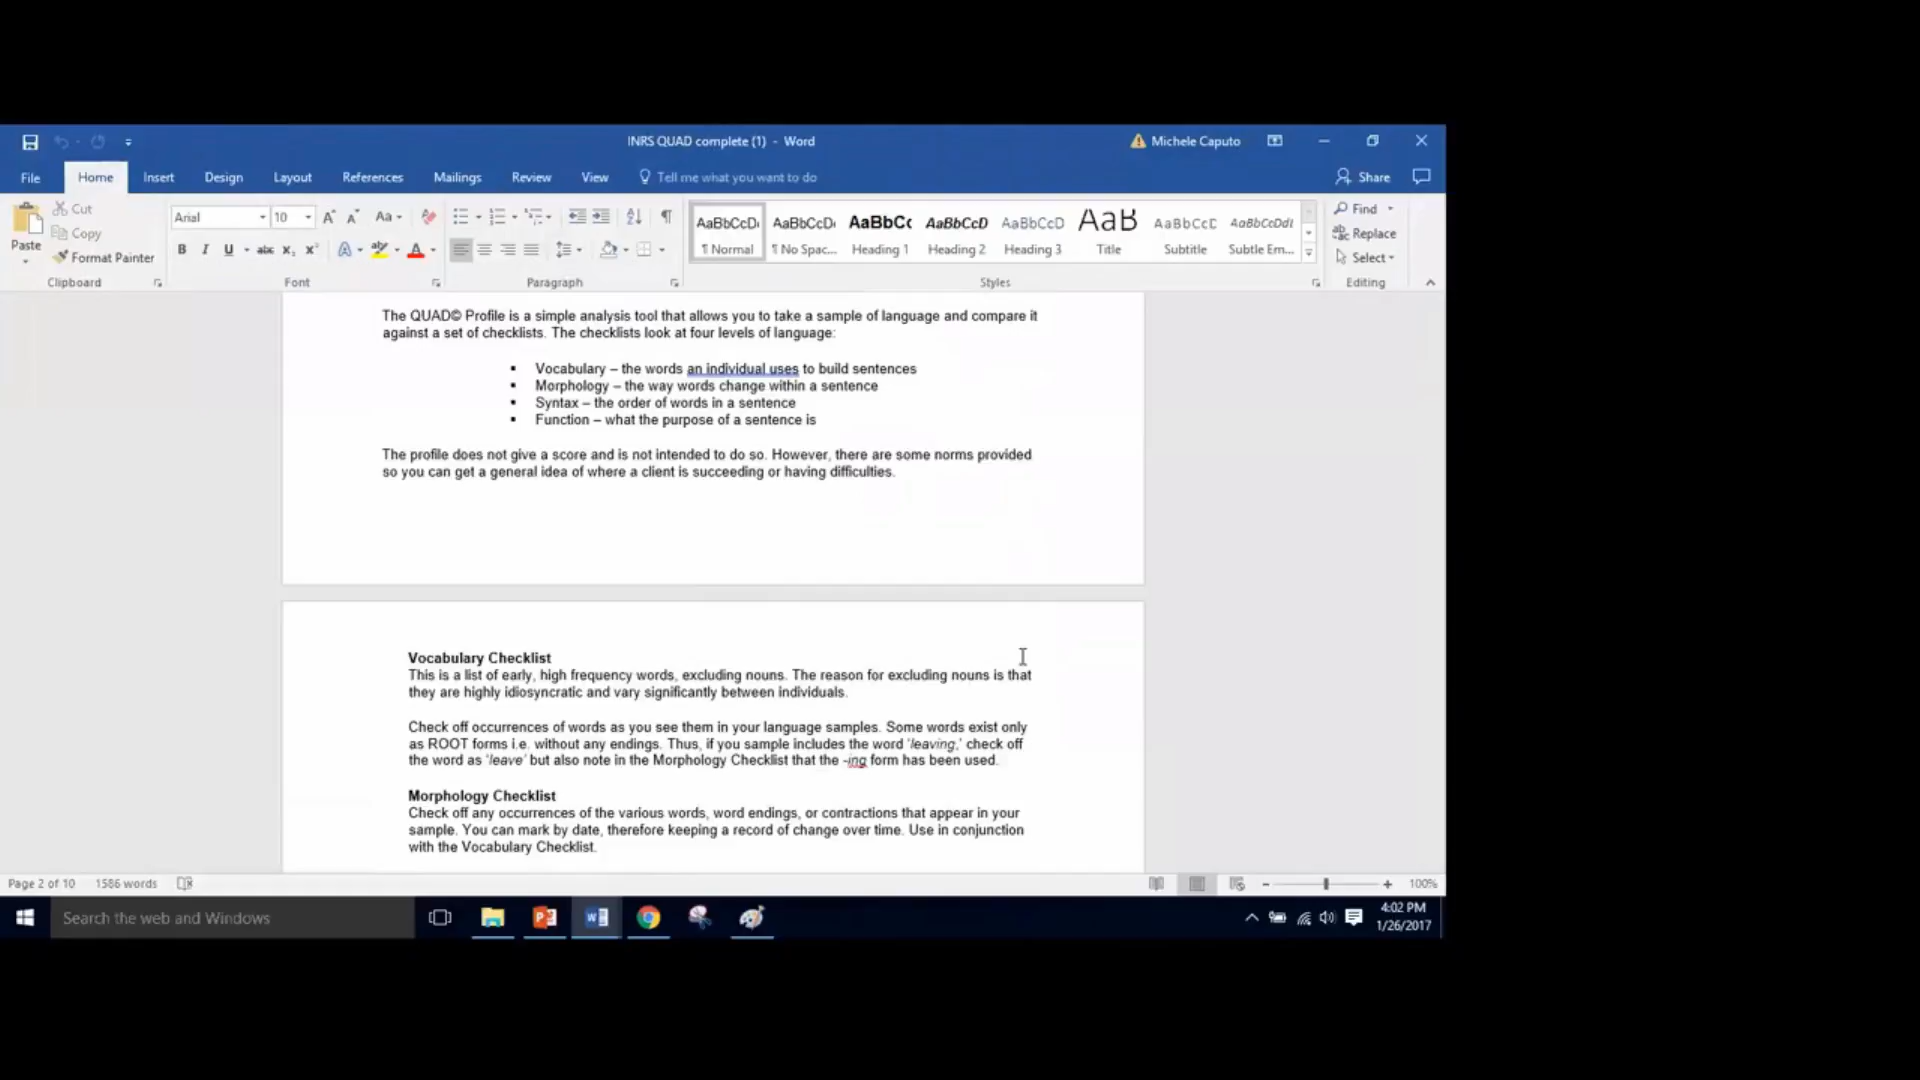 INRS QUAD complete (1) - Word
Michele Caputo
File Home Insert Design Layout References Mailings Review View Tell me what you want to do
Share
Cut
Copy
Format Painter
Paste
Clipboard
Arial 10
Font
Paragraph
AaBbCcDı AaBbCcDı AaBbCc AaBbCcD AaBbCcD AaB AaBbCcD AaBbCcDdI
¶ Normal ¶ No Spac... Heading 1 Heading 2 Heading 3 Title Subtitle Subtle Em...
Styles
Find
Replace
Select
Editing
The QUAD© Profile is a simple analysis tool that allows you to take a sample of language and compare it
against a set of checklists. The checklists look at four levels of language:
▪ Vocabulary – the words an individual uses to build sentences
▪ Morphology – the way words change within a sentence
▪ Syntax – the order of words in a sentence
▪ Function – what the purpose of a sentence is
The profile does not give a score and is not intended to do so. However, there are some norms provided
so you can get a general idea of where a client is succeeding or having difficulties.
Vocabulary Checklist
This is a list of early, high frequency words, excluding nouns. The reason for excluding nouns is that
they are highly idiosyncratic and vary significantly between individuals.
Check off occurrences of words as you see them in your language samples. Some words exist only
as ROOT forms i.e. without any endings. Thus, if you sample includes the word ‘leaving,’ check off
the word as ‘leave’ but also note in the Morphology Checklist that the -ing form has been used.
Morphology Checklist
Check off any occurrences of the various words, word endings, or contractions that appear in your
sample. You can mark by date, therefore keeping a record of change over time. Use in conjunction
with the Vocabulary Checklist.
Page 2 of 10 1586 words
100%
Search the web and Windows
4:02 PM
1/26/2017